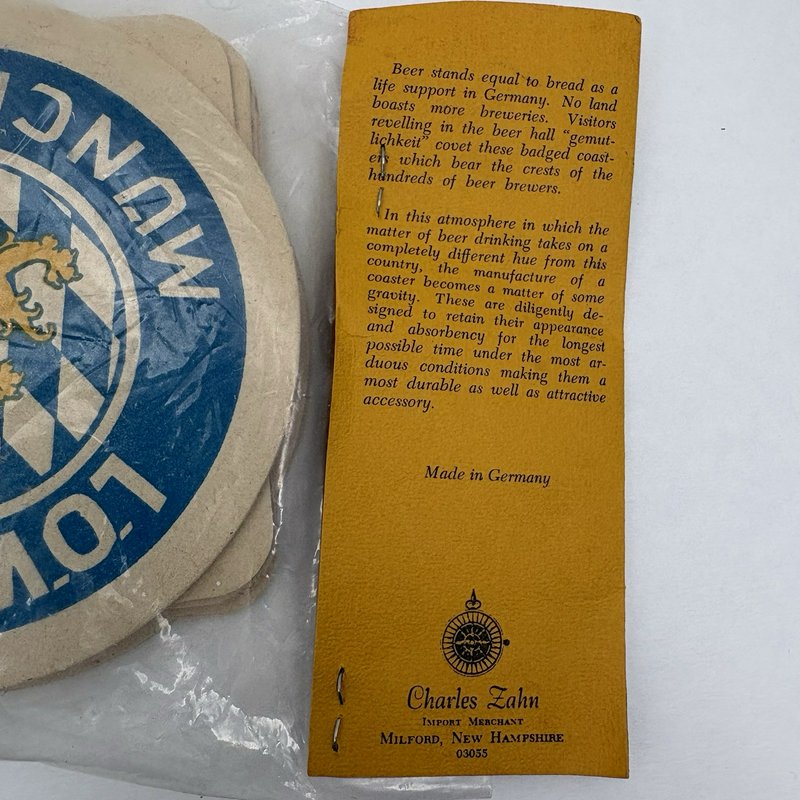 MÜNCH
LÖW
Beer stands equal to bread as a
life support in Germany. No land
boasts more breweries. Visitors
revelling in the beer hall "gemut-
lichkeit" covet these badged coast-
ers which bear the crests of the
hundreds of beer brewers.
In this atmosphere in which the
matter of beer drinking takes on a
completely different hue from this
country, the manufacture of a
coaster becomes a matter of some
gravity. These are diligently de-
signed to retain their appearance
and absorbency for the longest
possible time under the most ar-
duous conditions making them a
most durable as well as attractive
accessory.
Made in Germany
Charles Zahn
Import Merchant
Milford, New Hampshire
03055